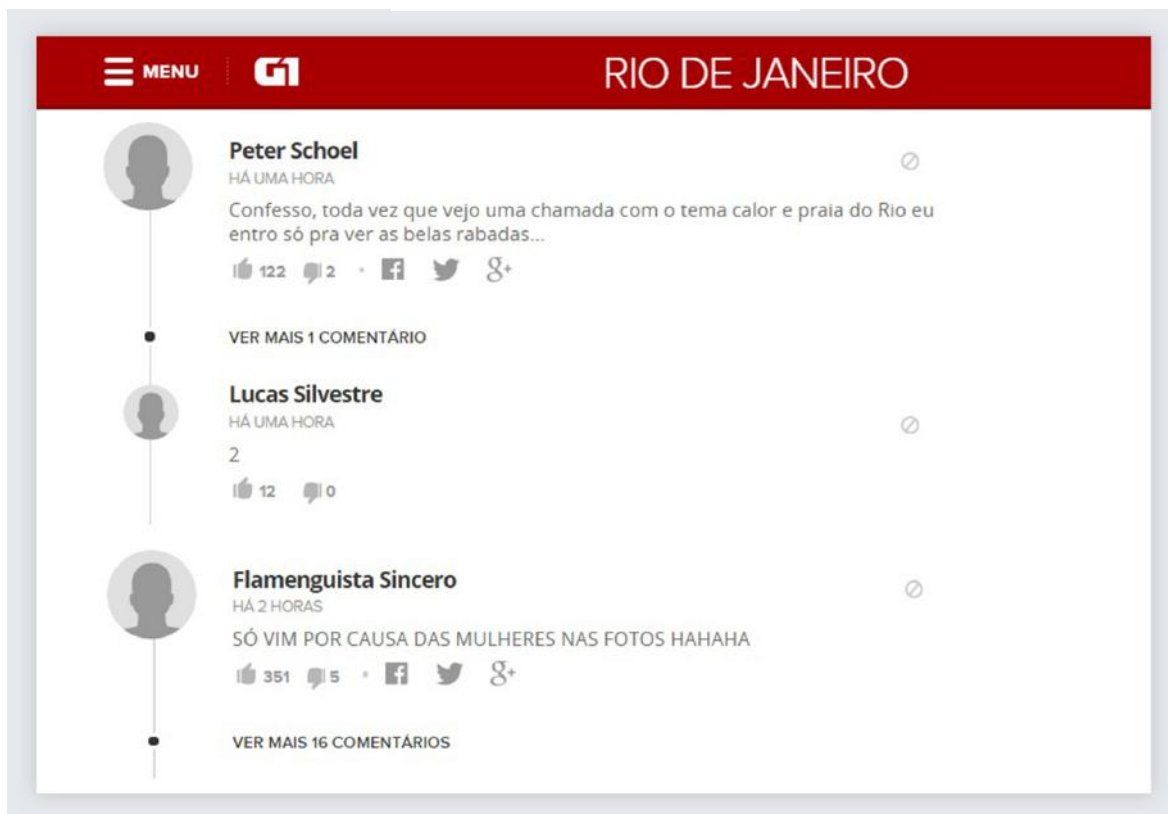 MENU G1 RIO DE JANEIRO
Peter Schoel
HÁ UMA HORA
Confesso, toda vez que vejo uma chamada com o tema calor e praia do Rio eu
entro só pra ver as belas rabadas...
122 2 g+
VER MAIS 1 COMENTÁRIO
Lucas Silvestre
HÁ UMA HORA
2
12 0
Flamenguista Sincero
HÁ 2 HORAS
SÓ VIM POR CAUSA DAS MULHERES NAS FOTOS HAHAHA
351 5 g+
VER MAIS 16 COMENTÁRIOS